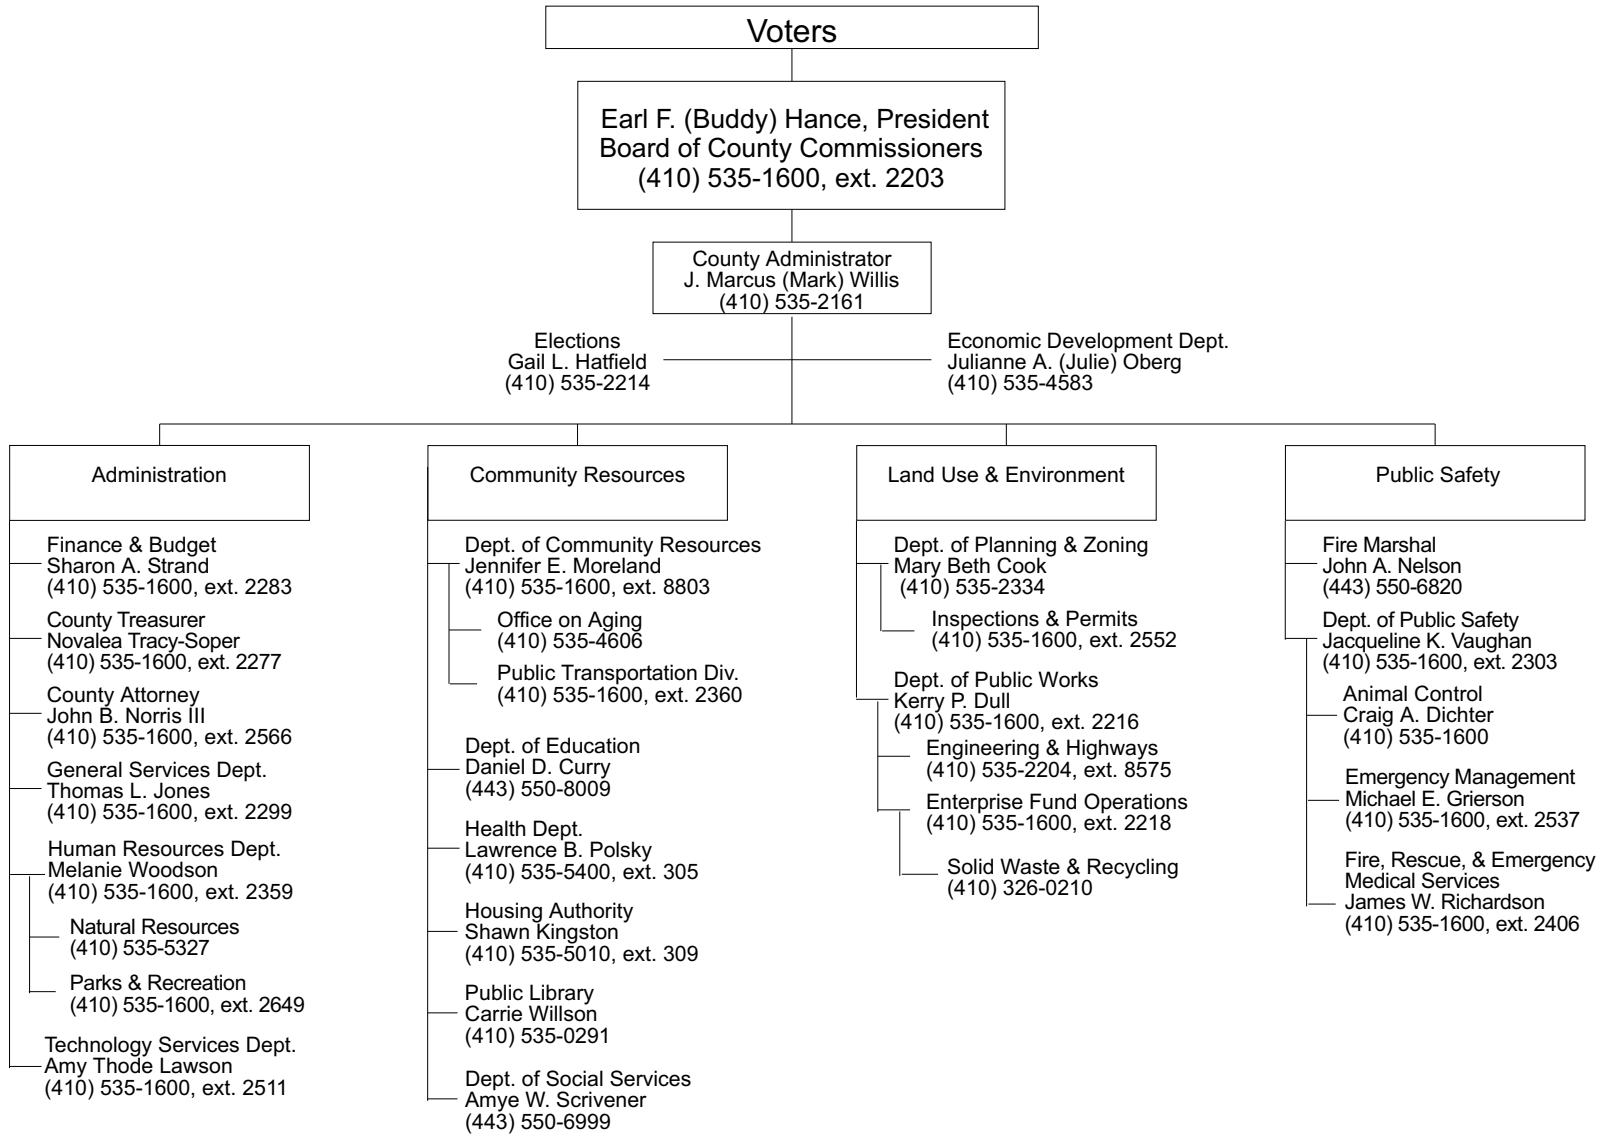 Voters
Earl F. (Buddy) Hance, President
Board of County Commissioners
(410) 535-1600, ext. 2203
County Administrator
J. Marcus (Mark) Willis
(410) 535-2161
Elections
Gail L. Hatfield
(410) 535-2214
Economic Development Dept.
Julianne A. (Julie) Oberg
(410) 535-4583
Administration
Finance & Budget
Sharon A. Strand
(410) 535-1600, ext. 2283
County Treasurer
Novalea Tracy-Soper
(410) 535-1600, ext. 2277
County Attorney
John B. Norris III
(410) 535-1600, ext. 2566
General Services Dept.
Thomas L. Jones
(410) 535-1600, ext. 2299
Human Resources Dept.
Melanie Woodson
(410) 535-1600, ext. 2359
Natural Resources
(410) 535-5327
Parks & Recreation
(410) 535-1600, ext. 2649
Technology Services Dept.
Amy Thode Lawson
(410) 535-1600, ext. 2511
Community Resources
Dept. of Community Resources
Jennifer E. Moreland
(410) 535-1600, ext. 8803
Office on Aging
(410) 535-4606
Public Transportation Div.
(410) 535-1600, ext. 2360
Dept. of Education
Daniel D. Curry
(443) 550-8009
Health Dept.
Lawrence B. Polsky
(410) 535-5400, ext. 305
Housing Authority
Shawn Kingston
(410) 535-5010, ext. 309
Public Library
Carrie Willson
(410) 535-0291
Dept. of Social Services
Amye W. Scrivener
(443) 550-6999
Land Use & Environment
Dept. of Planning & Zoning
Mary Beth Cook
(410) 535-2334
Inspections & Permits
(410) 535-1600, ext. 2552
Dept. of Public Works
Kerry P. Dull
(410) 535-1600, ext. 2216
Engineering & Highways
(410) 535-2204, ext. 8575
Enterprise Fund Operations
(410) 535-1600, ext. 2218
Solid Waste & Recycling
(410) 326-0210
Public Safety
Fire Marshal
John A. Nelson
(443) 550-6820
Dept. of Public Safety
Jacqueline K. Vaughan
(410) 535-1600, ext. 2303
Animal Control
Craig A. Dichter
(410) 535-1600
Emergency Management
Michael E. Grierson
(410) 535-1600, ext. 2537
Fire, Rescue, & Emergency
Medical Services
James W. Richardson
(410) 535-1600, ext. 2406